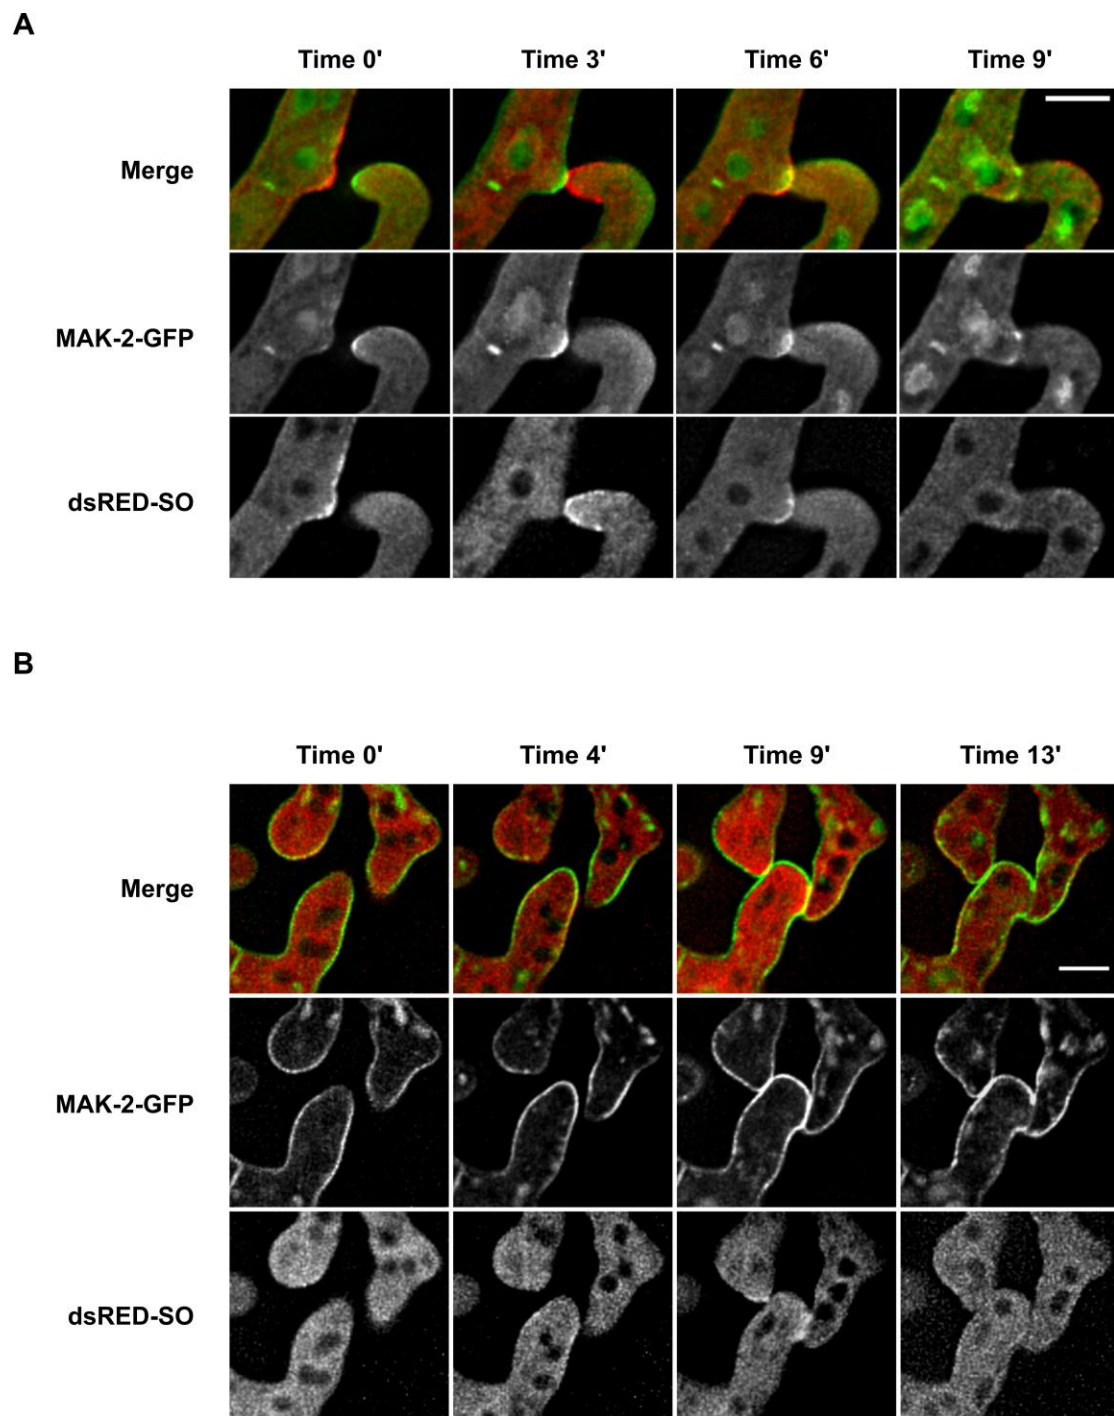 A
Time 0' Time 3' Time 6' Time 9'
Merge
MAK-2-GFP
dsRED-SO
B
Time 0' Time 4' Time 9' Time 13'
Merge
MAK-2-GFP
dsRED-SO